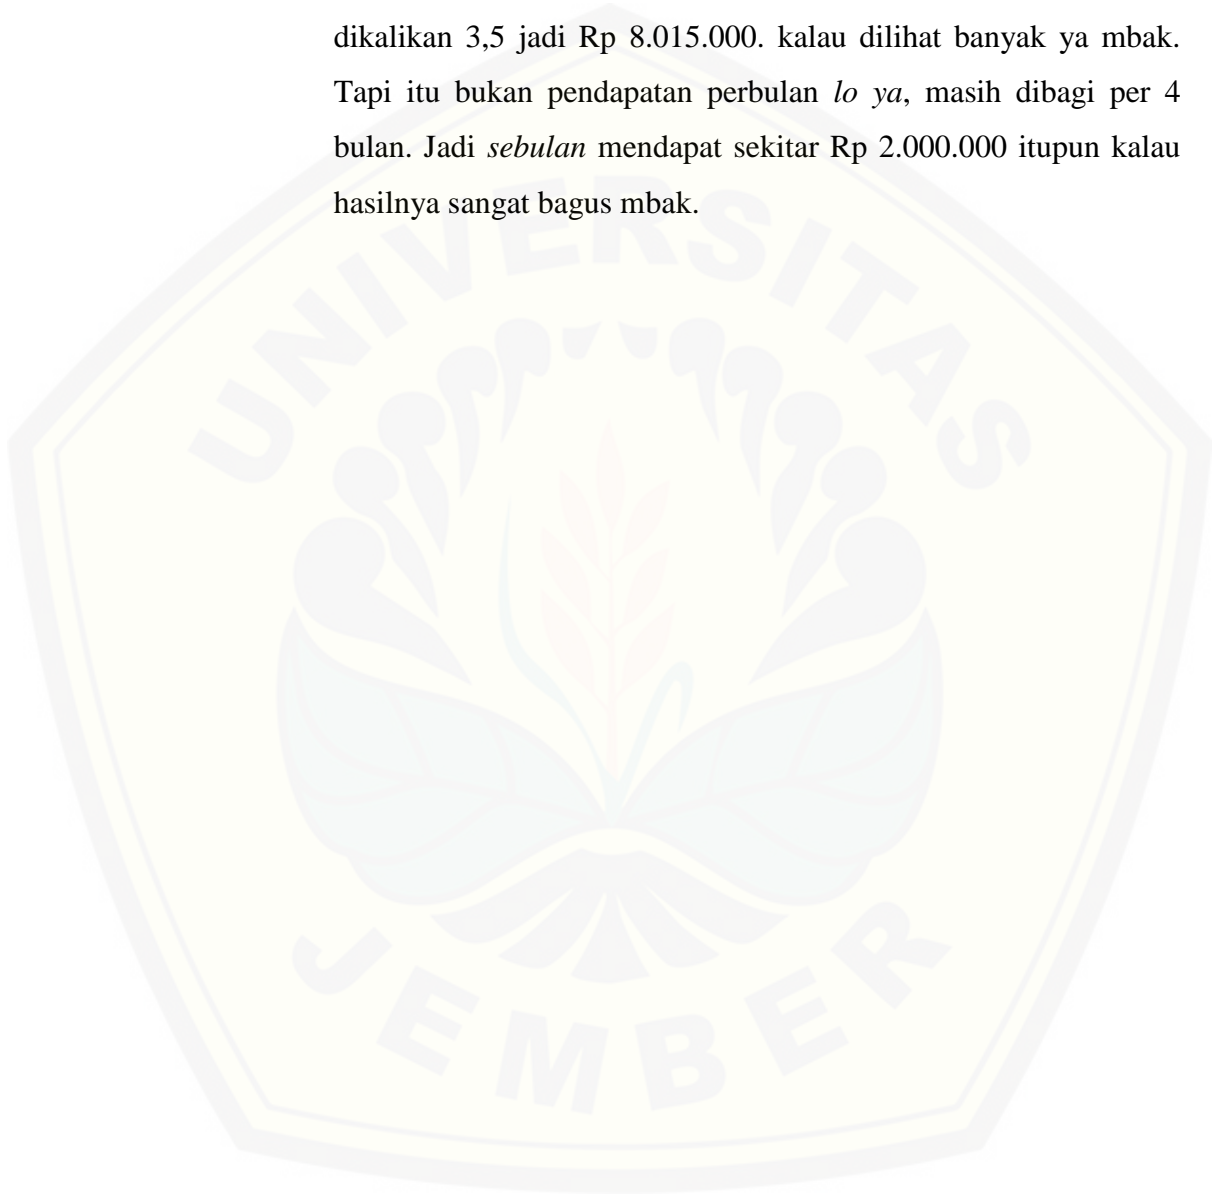 dikalikan 3,5 jadi Rp 8.015.000. kalau dilihat banyak ya mbak.
Tapi itu bukan pendapatan perbulan lo ya, masih dibagi per 4
bulan. Jadi sebulan mendapat sekitar Rp 2.000.000 itupun kalau
hasilnya sangat bagus mbak.
UNIVERSITAS
JEMBER